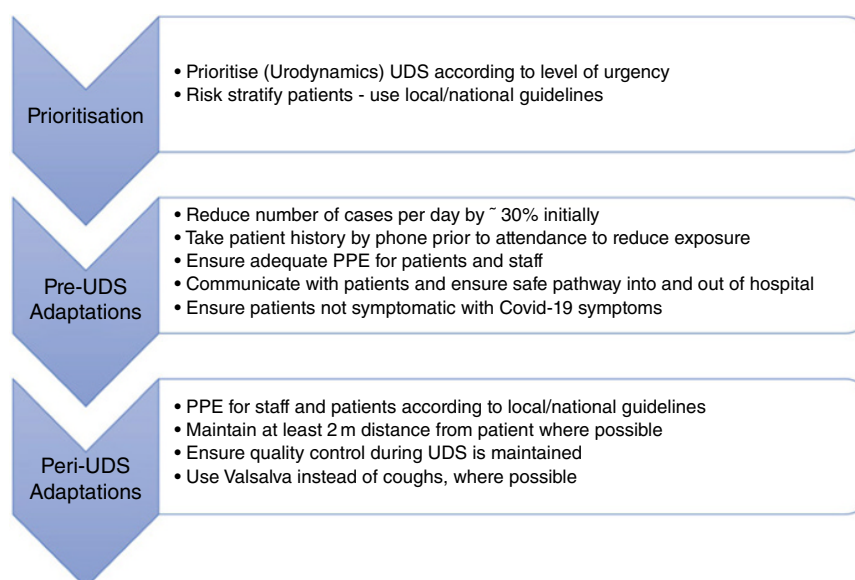 Prioritisation
• Prioritise (Urodynamics) UDS according to level of urgency
• Risk stratify patients - use local/national guidelines
Pre-UDS
Adaptations
• Reduce number of cases per day by ~ 30% initially
• Take patient history by phone prior to attendance to reduce exposure
• Ensure adequate PPE for patients and staff
• Communicate with patients and ensure safe pathway into and out of hospital
• Ensure patients not symptomatic with Covid-19 symptoms
Peri-UDS
Adaptations
• PPE for staff and patients according to local/national guidelines
• Maintain at least 2 m distance from patient where possible
• Ensure quality control during UDS is maintained
• Use Valsalva instead of coughs, where possible